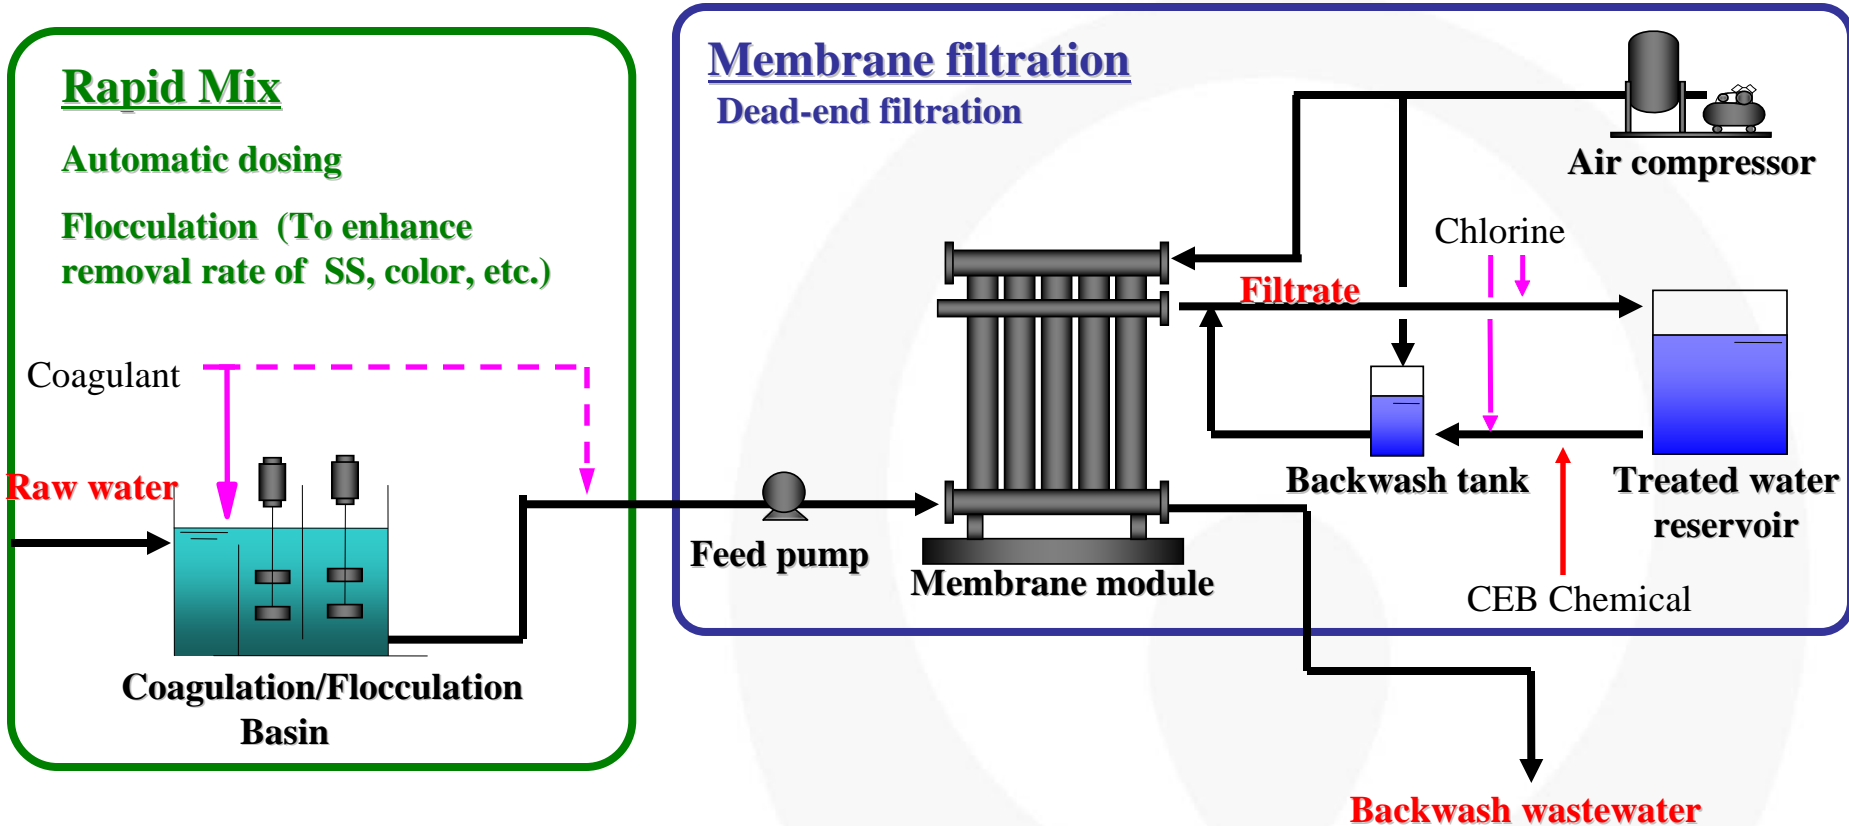 Rapid Mix
Automatic dosing
Flocculation (To enhance
removal rate of SS, color, etc.)
Coagulant
Raw water
Coagulation/Flocculation
Basin
Membrane filtration
Dead-end filtration
Air compressor
Chlorine
Filtrate
Backwash tank
Treated water
reservoir
Feed pump
Membrane module
CEB Chemical
Backwash wastewater